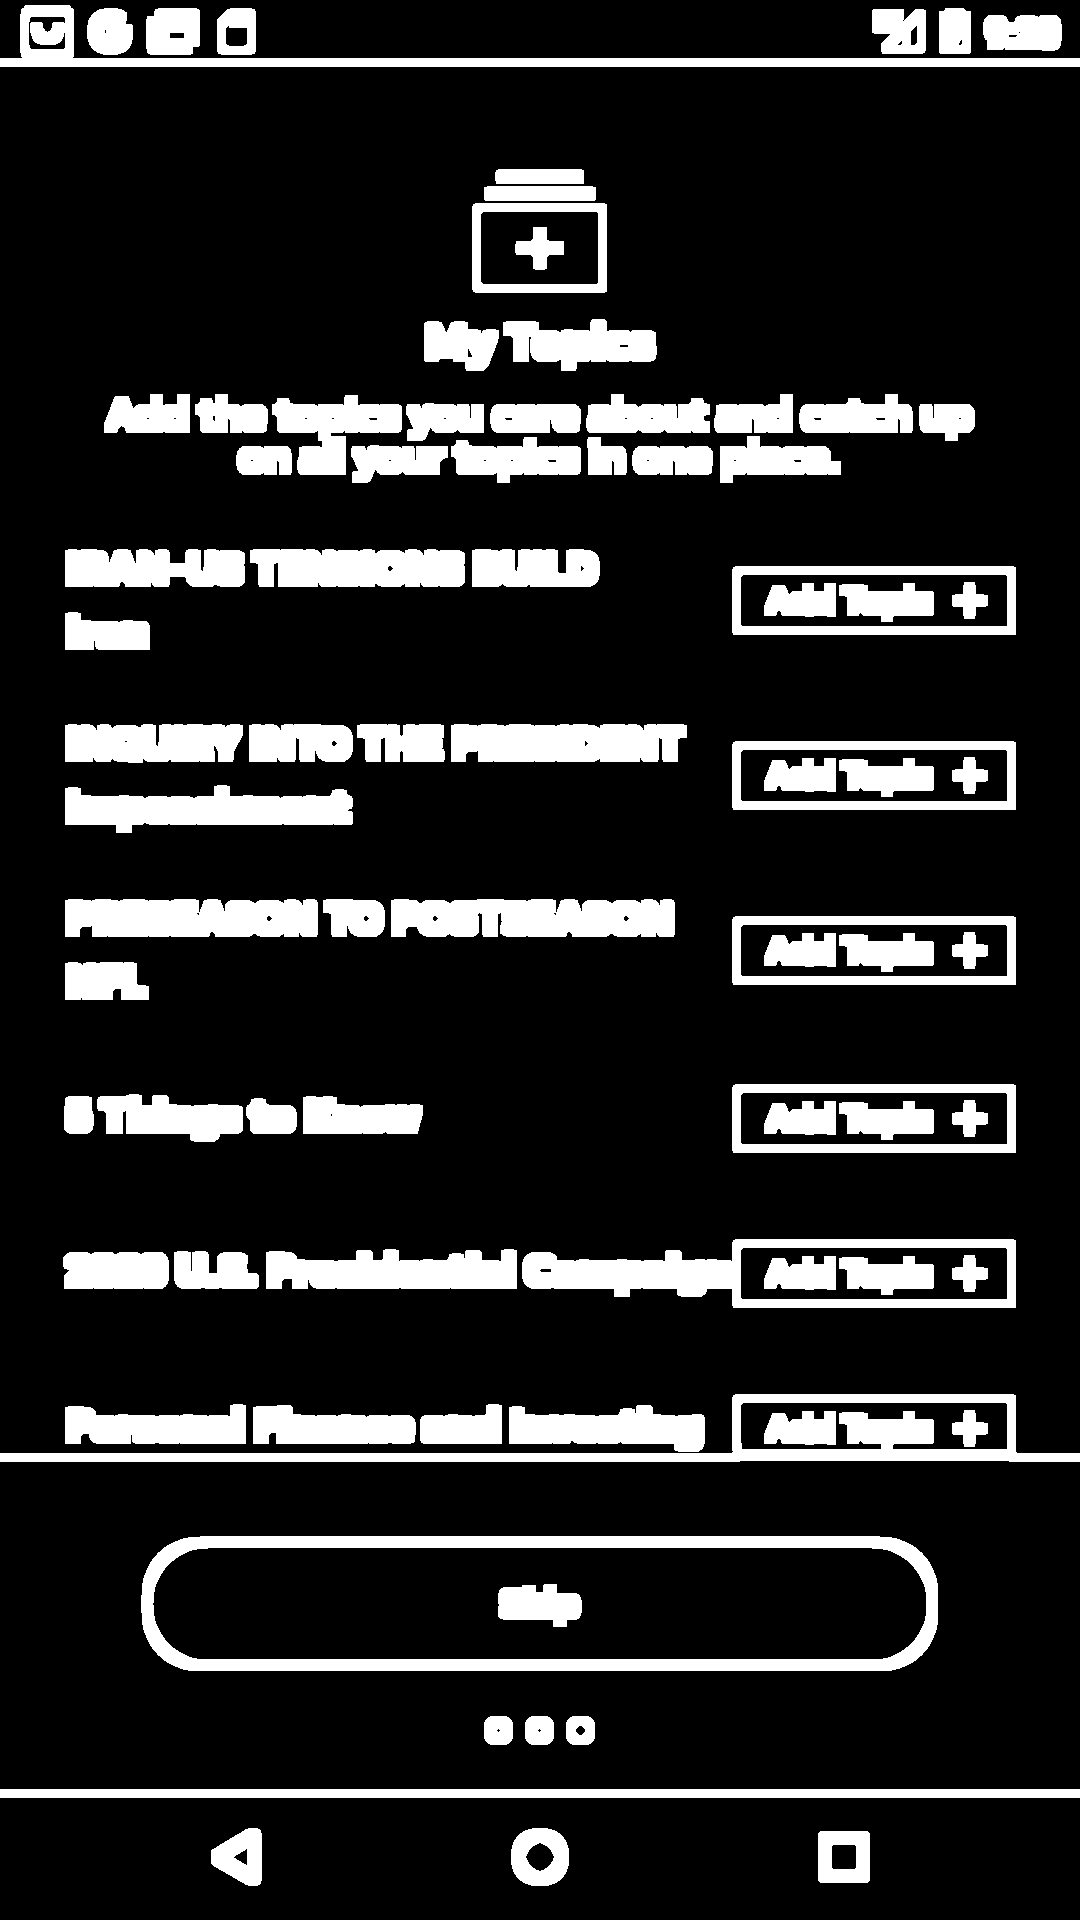 My Topics
Add the topics you care about and catch up
on all your topics in one place.
IRAN-US TENSIONS BUILD
Iran
Add Topic +
INQUIRY INTO THE PRESIDENT
Impeachment
Add Topic +
PRESEASON TO POSTSEASON
NFL
Add Topic +
5 Things to Know
Add Topic +
2020 U.S. Presidential Campaign
Add Topic +
Personal Finance and Investing
Add Topic +
Skip